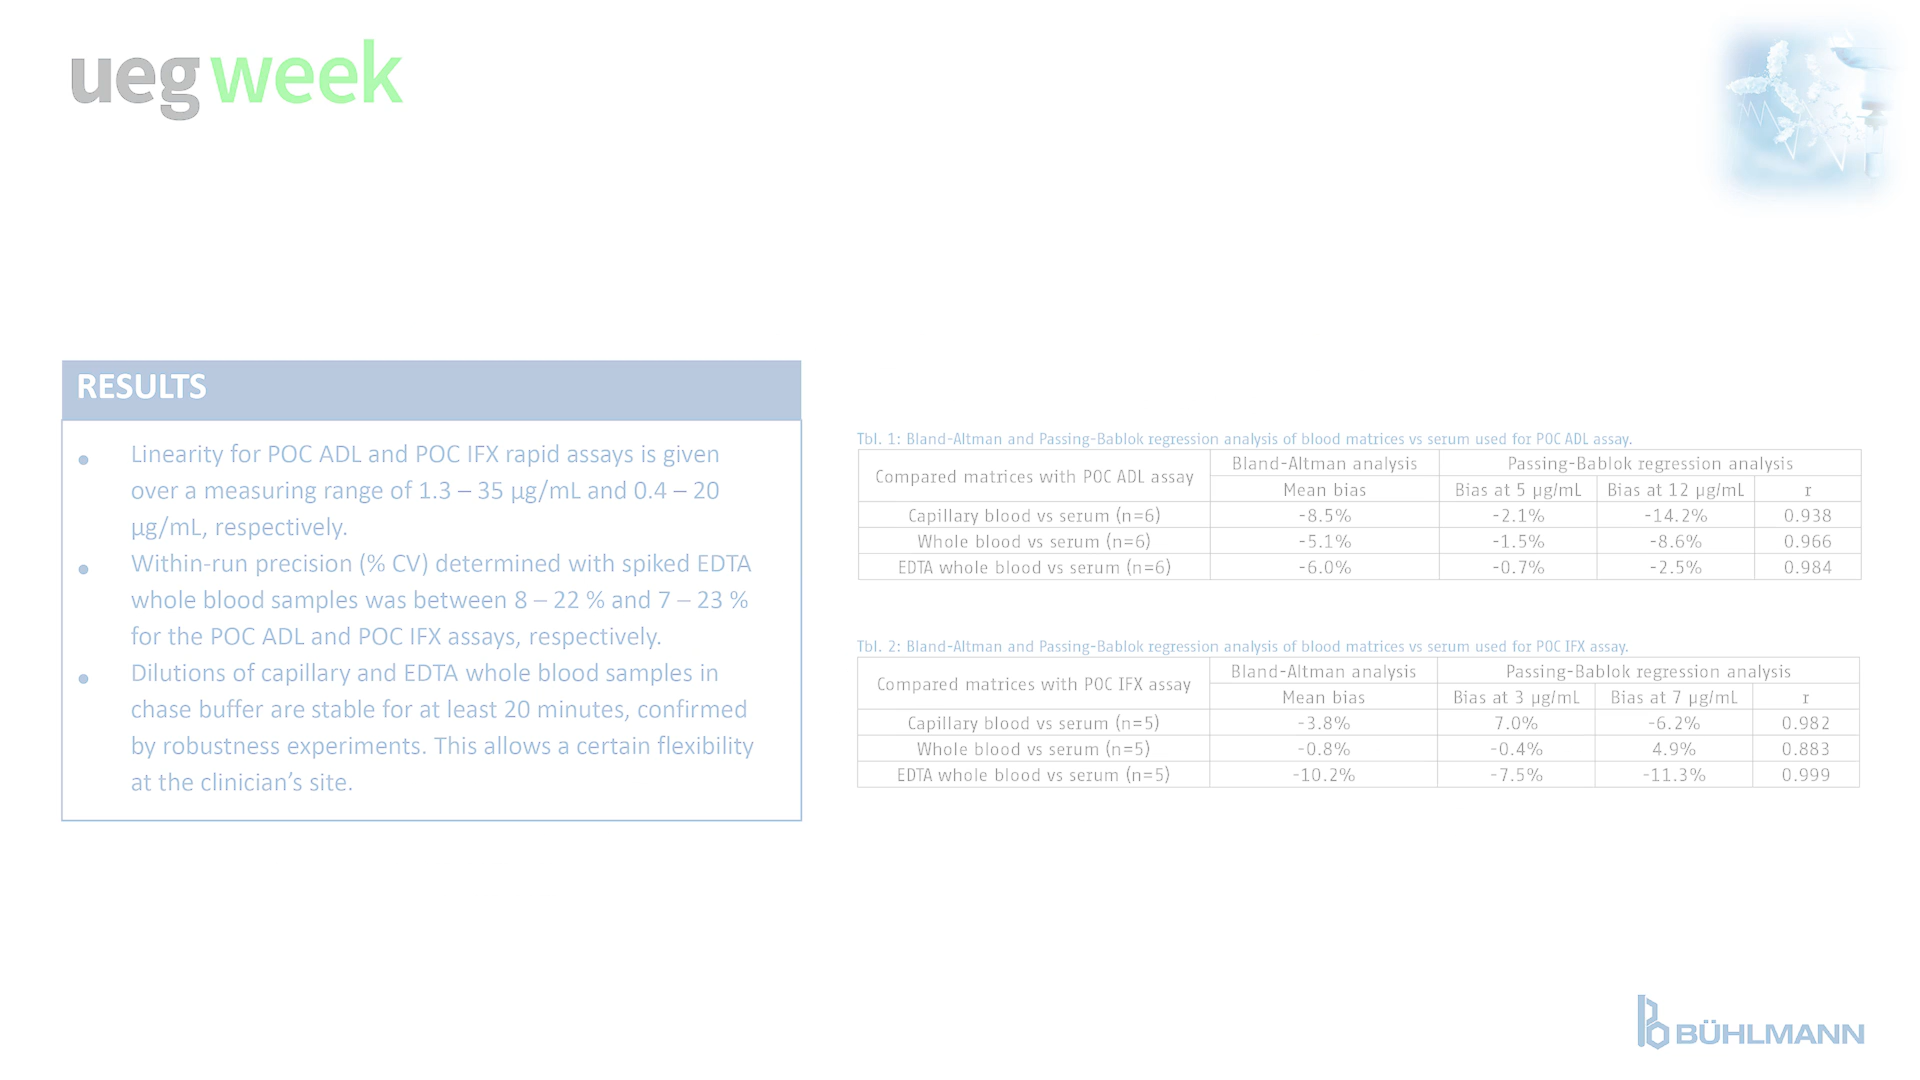 ueg week
RESULTS
• Linearity for POC ADL and POC IFX rapid assays is given
over a measuring range of 1.3 – 35 µg/mL and 0.4 – 20
µg/mL, respectively.
• Within-run precision (% CV) determined with spiked EDTA
whole blood samples was between 8 – 22 % and 7 – 23 %
for the POC ADL and POC IFX assays, respectively.
• Dilutions of capillary and EDTA whole blood samples in
chase buffer are stable for at least 20 minutes, confirmed
by robustness experiments. This allows a certain flexibility
at the clinician’s site.
Tbl. 1: Bland-Altman and Passing-Bablok regression analysis of blood matrices vs serum used for POC ADL assay.
Compared matrices with POC ADL assay Bland-Altman analysis Passing-Bablok regression analysis
Mean bias Bias at 5 µg/mL Bias at 12 µg/mL r
Capillary blood vs serum (n=6) -8.5% -2.1% -14.2% 0.938
Whole blood vs serum (n=6) -5.1% -1.5% -8.6% 0.966
EDTA whole blood vs serum (n=6) -6.0% -0.7% -2.5% 0.984
Tbl. 2: Bland-Altman and Passing-Bablok regression analysis of blood matrices vs serum used for POC IFX assay.
Compared matrices with POC IFX assay Bland-Altman analysis Passing-Bablok regression analysis
Mean bias Bias at 3 µg/mL Bias at 7 µg/mL r
Capillary blood vs serum (n=5) -3.8% 7.0% -6.2% 0.982
Whole blood vs serum (n=5) -0.8% -0.4% 4.9% 0.883
EDTA whole blood vs serum (n=5) -10.2% -7.5% -11.3% 0.999
BÜHLMANN